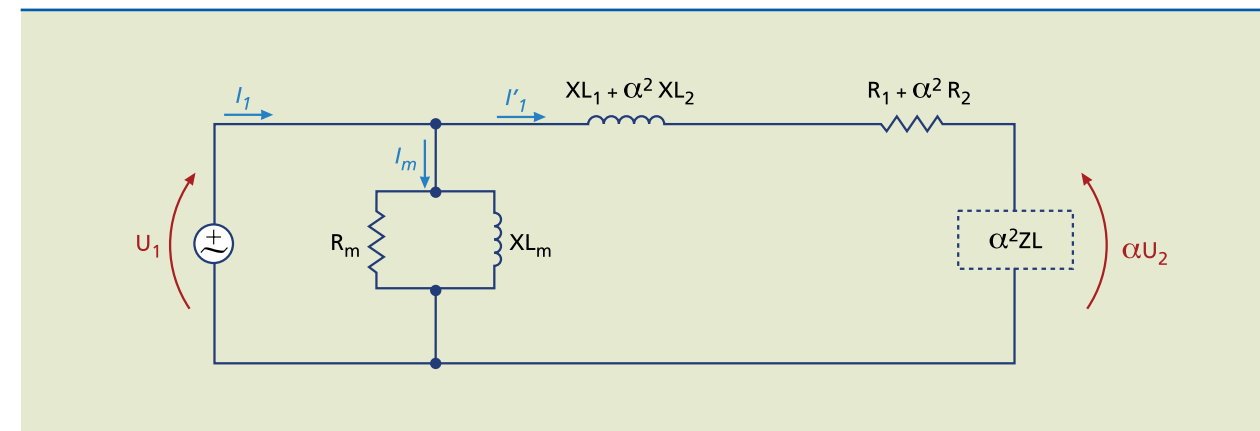 I₁
I'₁
XL₁ + α² XL₂
R₁ + α² R₂
Iₘ
U₁
+
~
Rₘ
XLₘ
α²ZL
αU₂